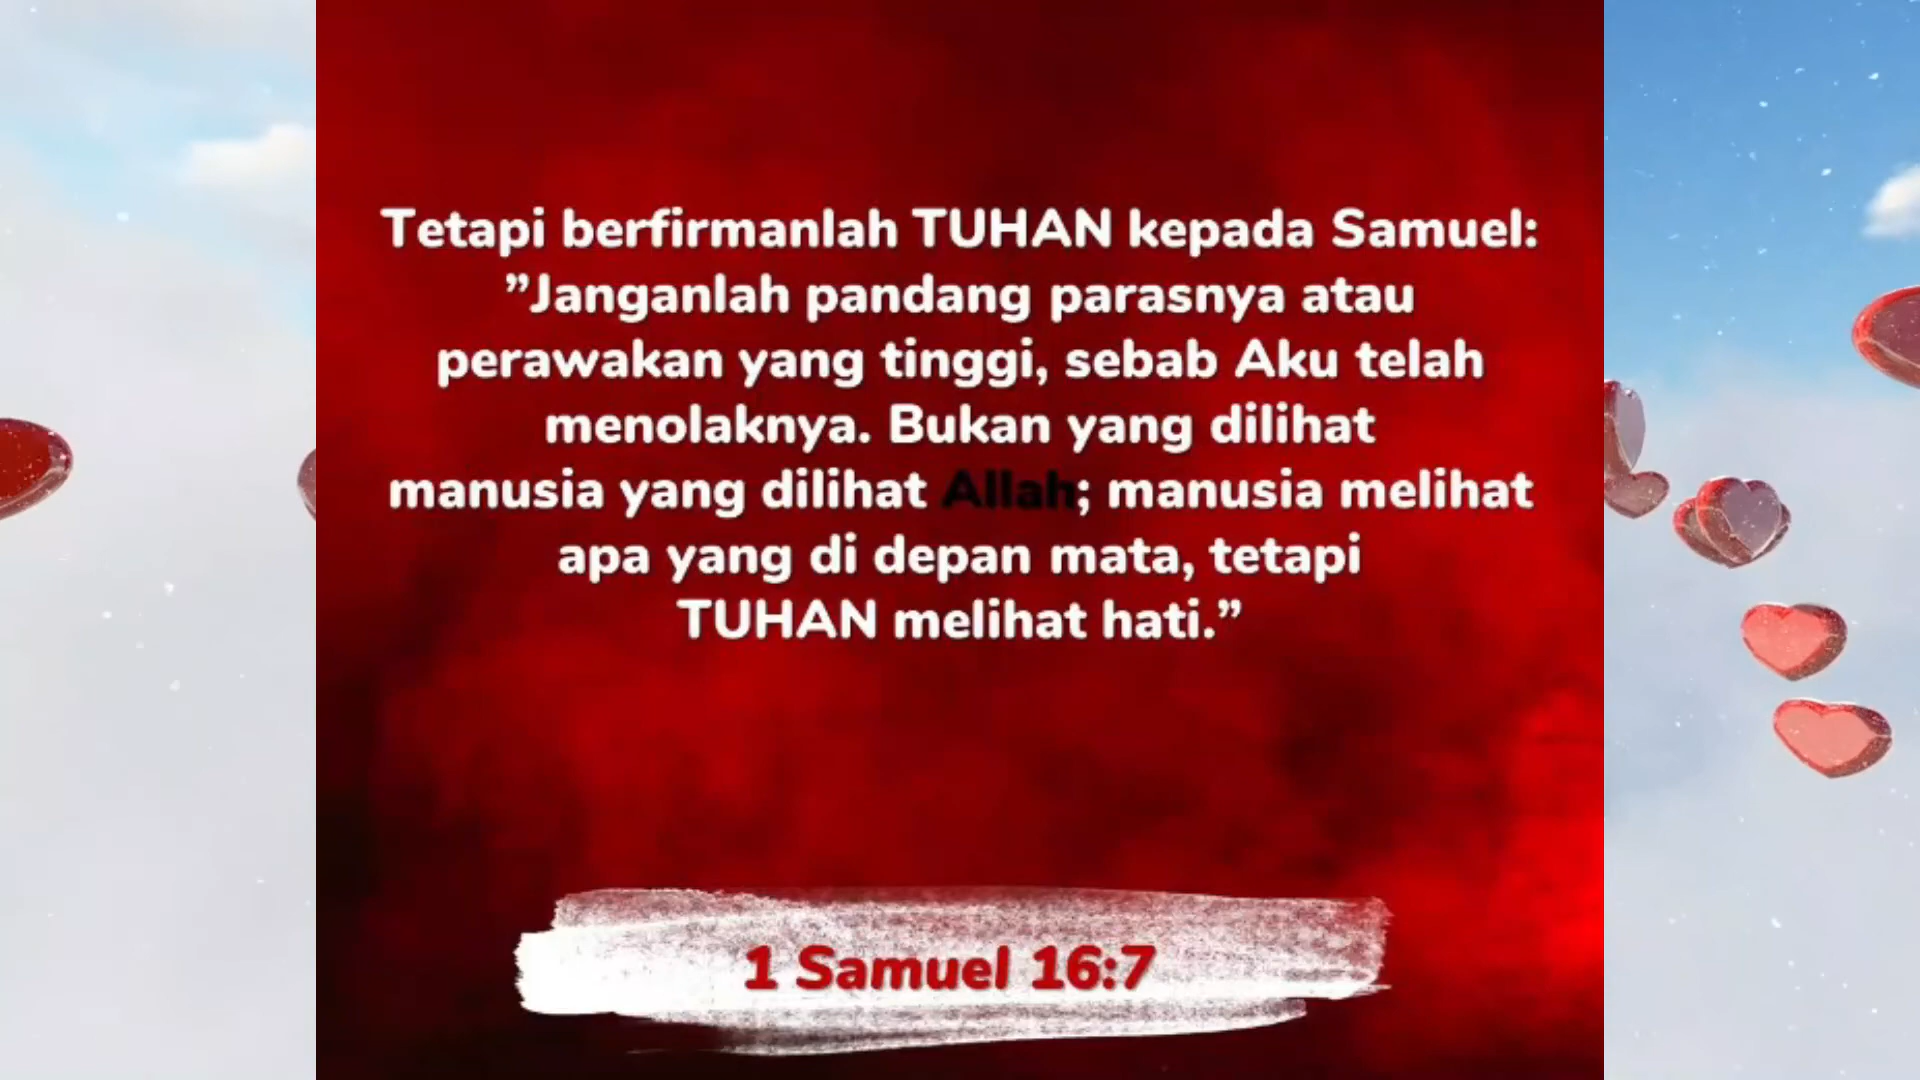 Tetapi berfirmanlah TUHAN kepada Samuel:
”Janganlah pandang parasnya atau
perawakan yang tinggi, sebab Aku telah
menolaknya. Bukan yang dilihat
manusia yang dilihat Allah; manusia melihat
apa yang di depan mata, tetapi
TUHAN melihat hati.”
1 Samuel 16:7